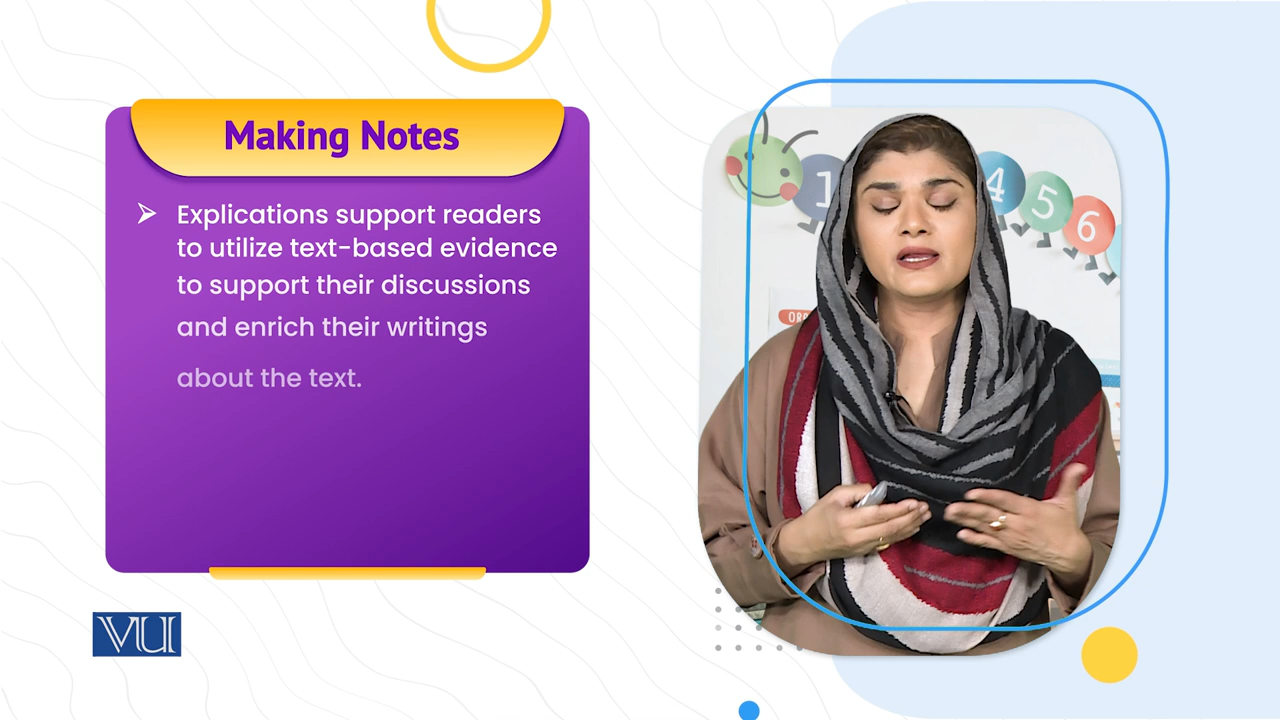 Making Notes
Explications support readers
to utilize text-based evidence
to support their discussions
and enrich their writings
about the text.
VU
1
4
5
6